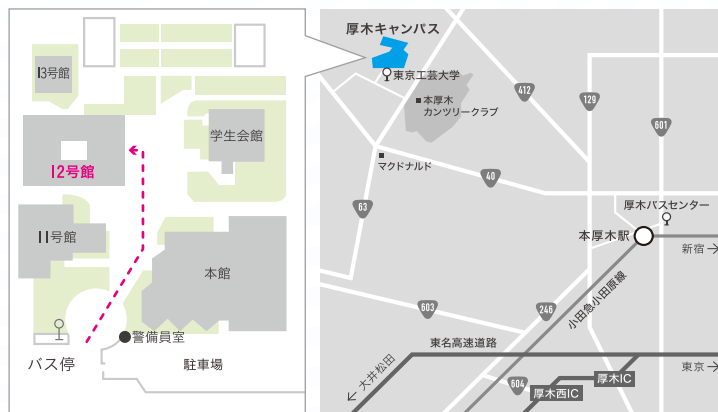 13号館
12号館
学生会館
11号館
本館
警備員室
バス停
駐車場
厚木キャンパス
東京工芸大学
本厚木
カンツリークラブ
マクドナルド
412
129
601
40
63
厚木バスセンター
本厚木駅
新宿
603
246
小田急小田原線
東名高速道路
大井松田
東京
604
厚木西IC
厚木IC